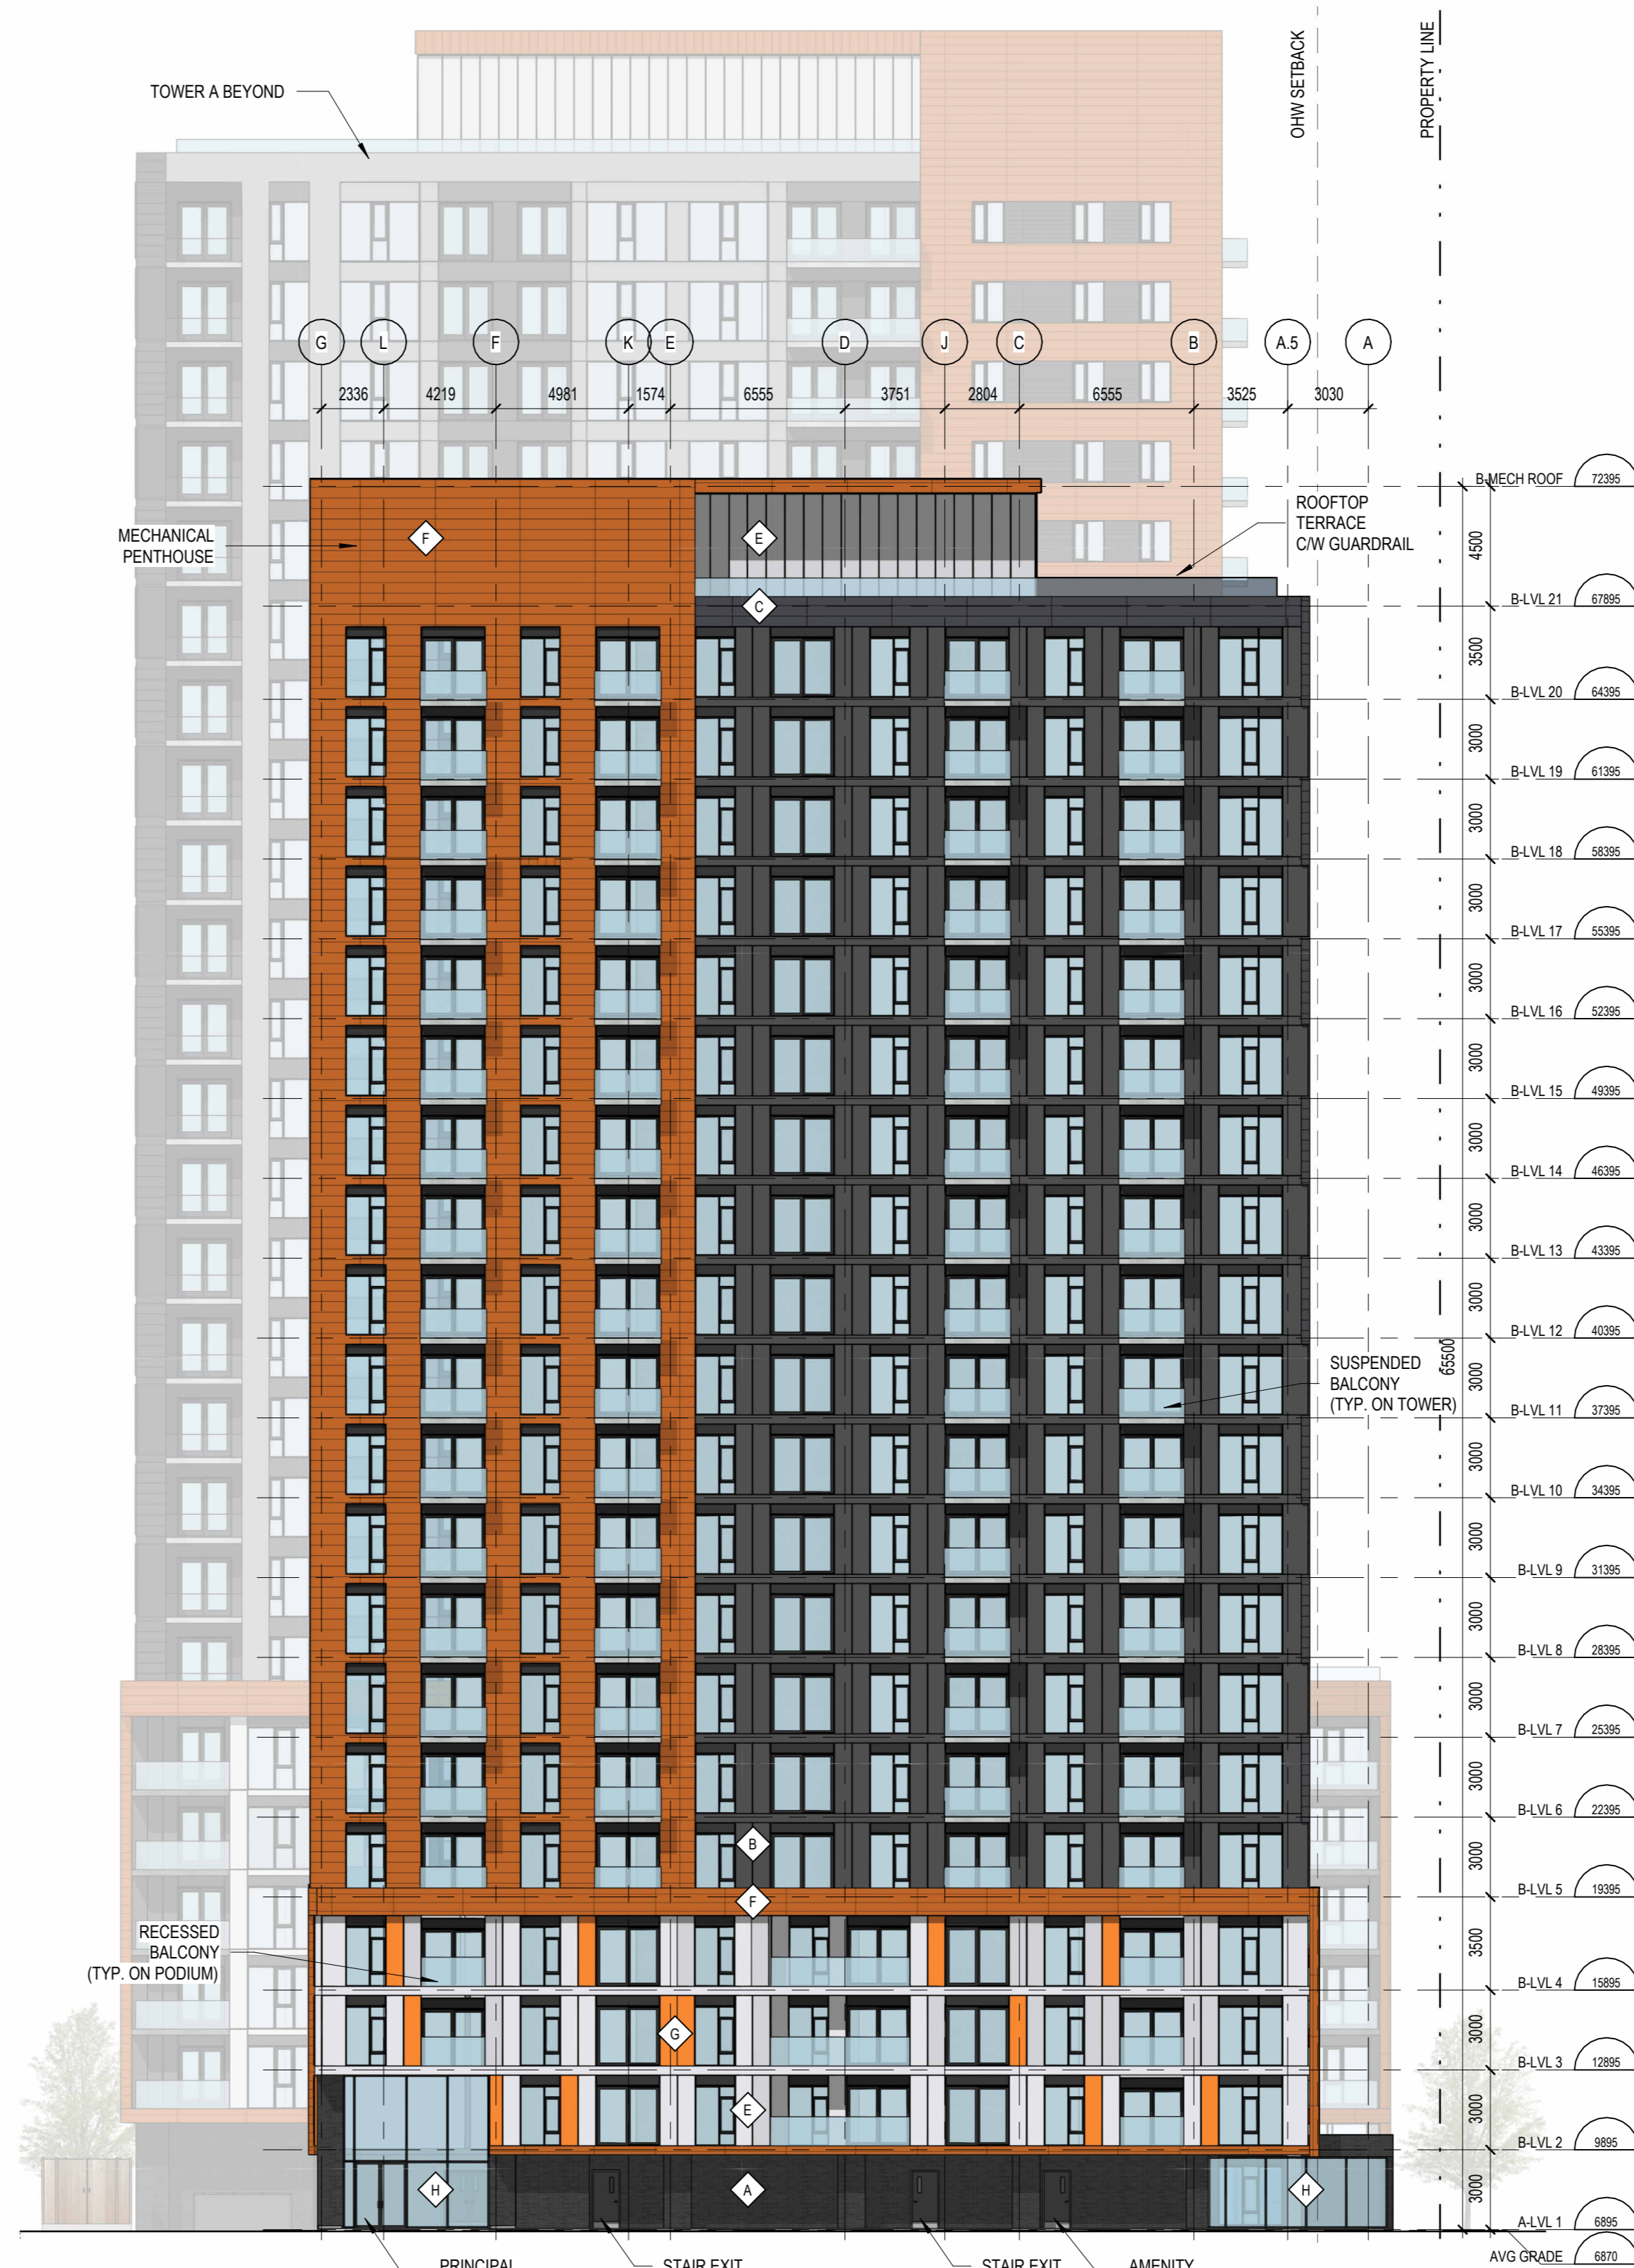 OHW SETBACK
PROPERTY LINE
TOWER A BEYOND
G L F K E D J C B A.5 A
2336 4219 4981 1574 6555 3751 2804 6555 3525 3030
B-MECH ROOF 72395
ROOFTOP
TERRACE
C/W GUARDRAIL
MECHANICAL
PENTHOUSE
F
E
4500
B-LVL 21 67895
C
3500
B-LVL 20 64395
3000
B-LVL 19 61395
3000
B-LVL 18 58395
3000
B-LVL 17 55395
3000
B-LVL 16 52395
3000
B-LVL 15 49395
3000
B-LVL 14 46395
3000
B-LVL 13 43395
3000
B-LVL 12 40395
65500
SUSPENDED
BALCONY
(TYP. ON TOWER)
3000
B-LVL 11 37395
3000
B-LVL 10 34395
3000
B-LVL 9 31395
3000
B-LVL 8 28395
3000
B-LVL 7 25395
3000
B-LVL 6 22395
B
3000
B-LVL 5 19395
F
RECESSED
BALCONY
(TYP. ON PODIUM)
3500
B-LVL 4 15895
G
3000
B-LVL 3 12895
E
3000
B-LVL 2 9895
H
A
H
3000
A-LVL 1 6895
AVG GRADE 6870
PRINCIPAL
STAIR EXIT
STAIR EXIT
AMENITY